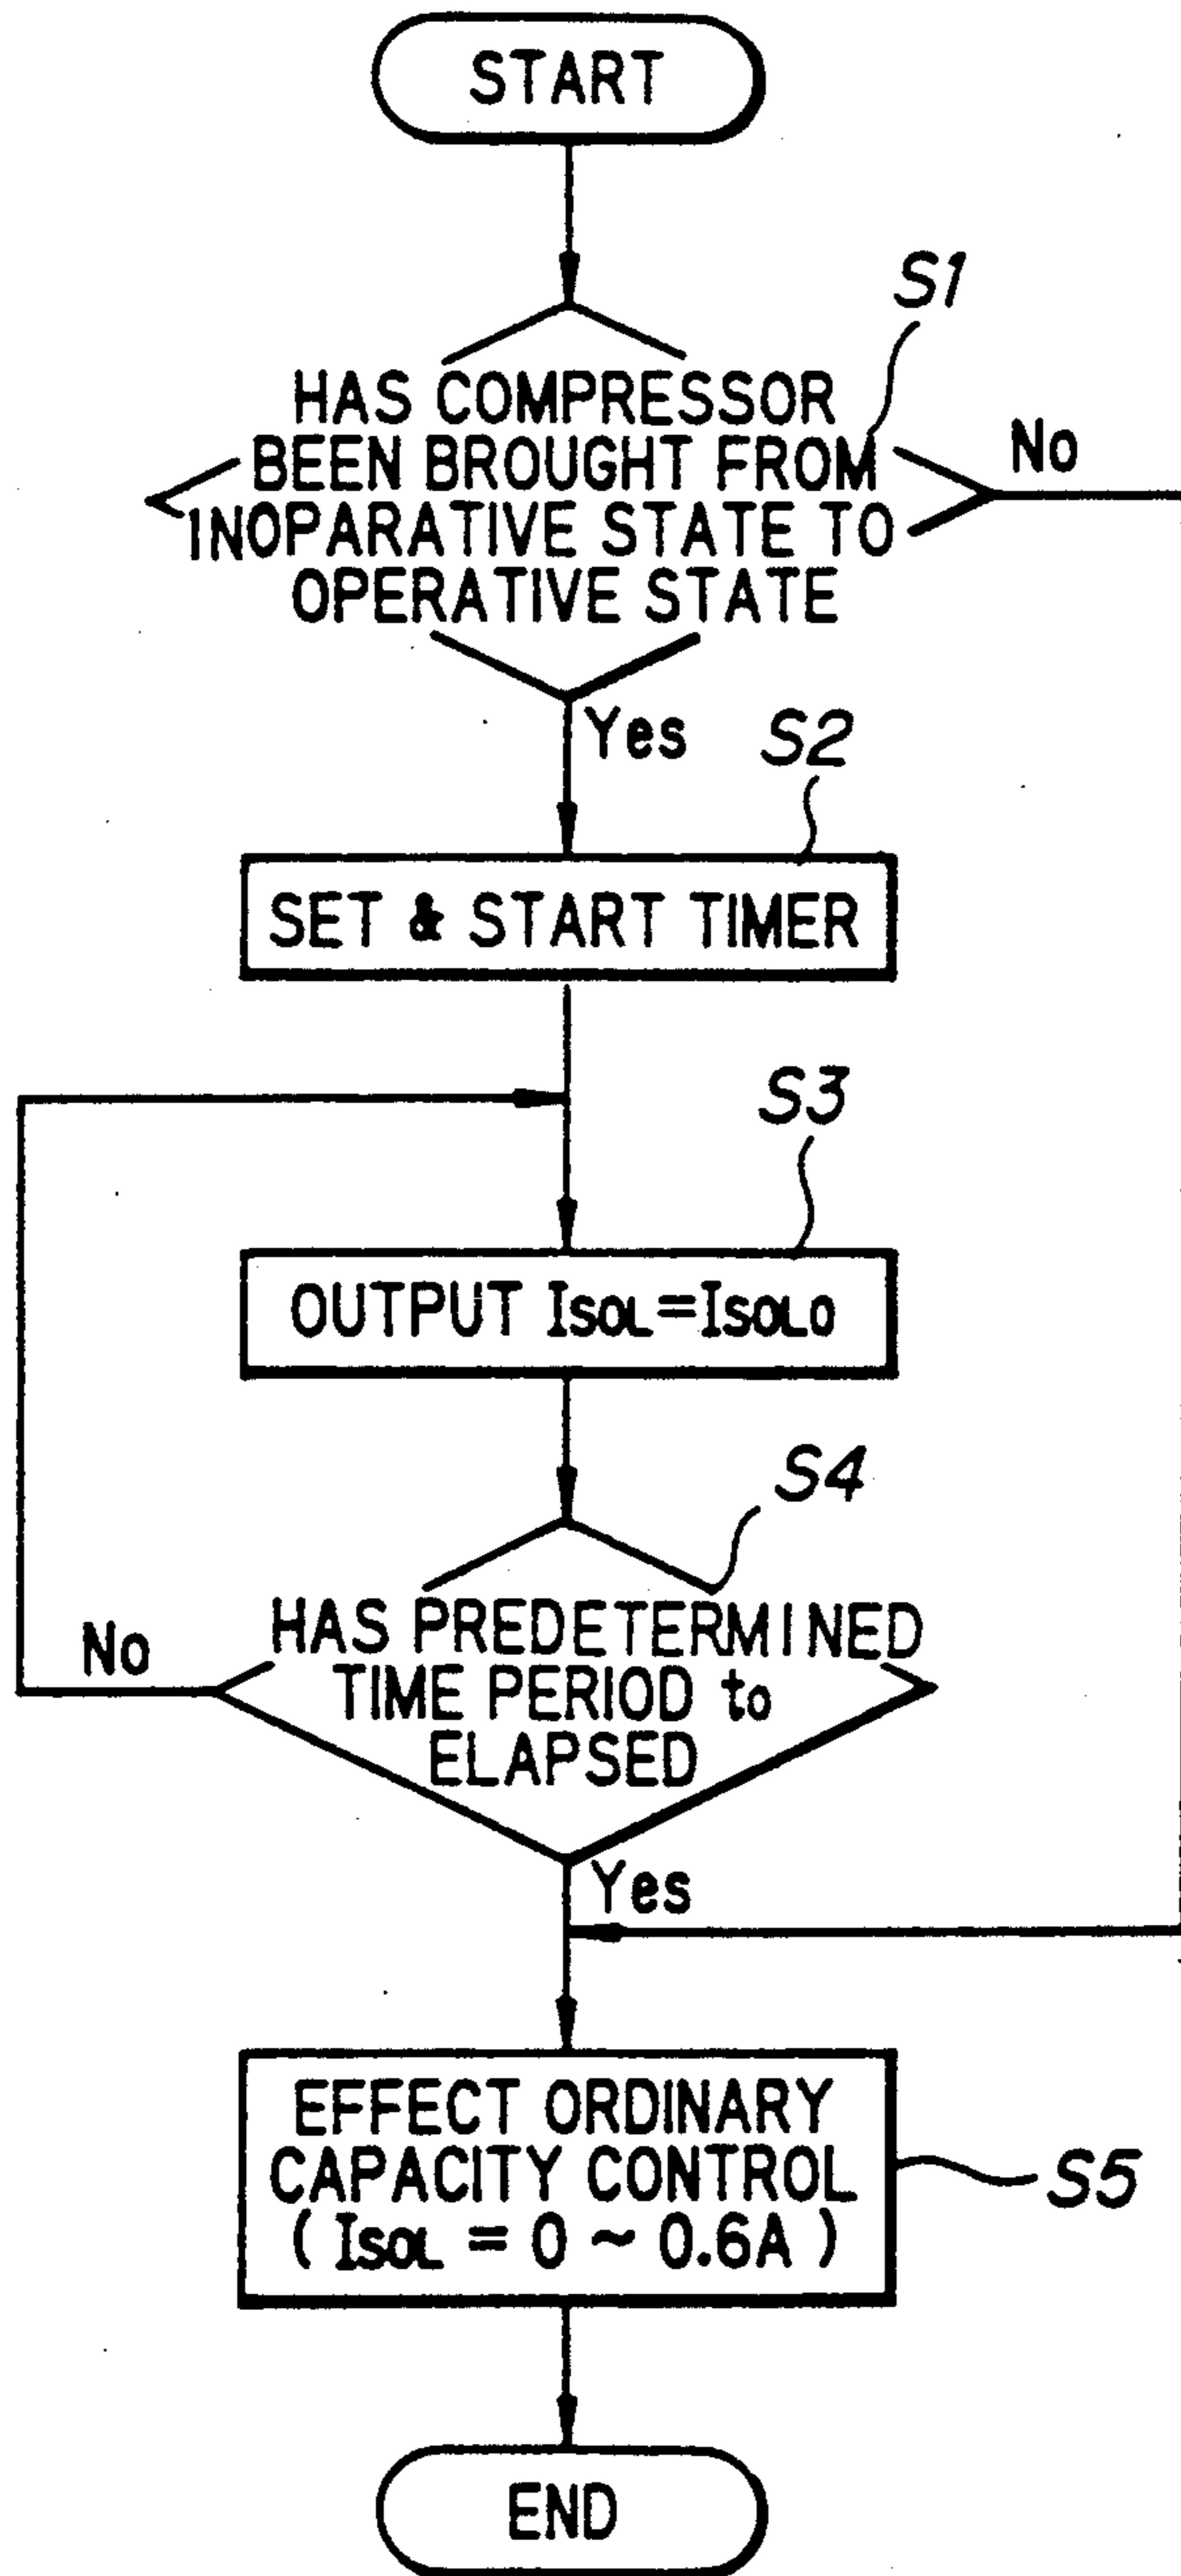 START
S1
HAS COMPRESSOR
BEEN BROUGHT FROM
INOPARATIVE STATE TO
OPERATIVE STATE
No
Yes
S2
SET & START TIMER
S3
OUTPUT ISOL=ISOL0
S4
HAS PREDETERMINED
TIME PERIOD to
ELAPSED
No
Yes
EFFECT ORDINARY
CAPACITY CONTROL
( ISOL = 0 ~ 0.6A )
S5
END